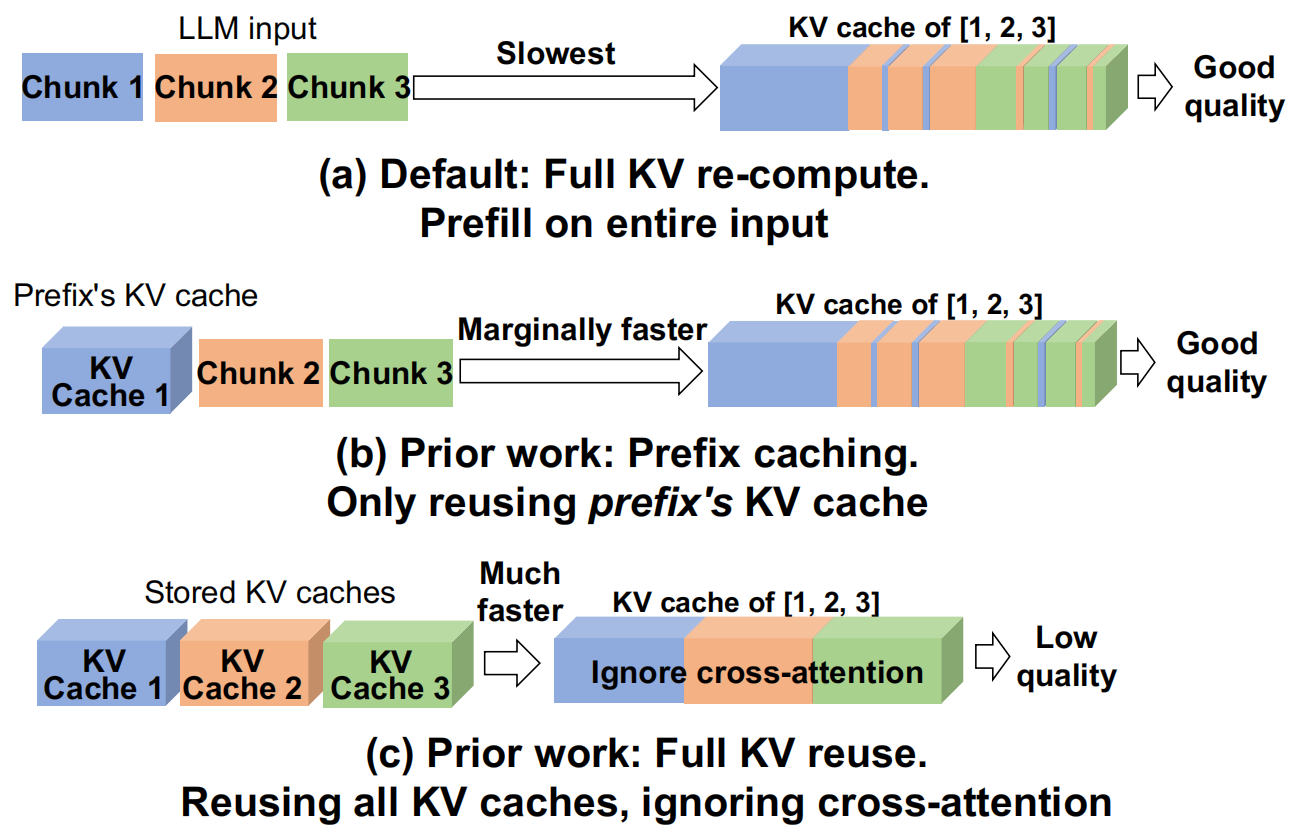 LLM input
Chunk 1
Chunk 2
Chunk 3
Slowest
KV cache of [1, 2, 3]
Good
quality
(a) Default: Full KV re-compute.
Prefill on entire input
Prefix's KV cache
KV
Cache 1
Chunk 2
Chunk 3
Marginally faster
KV cache of [1, 2, 3]
Good
quality
(b) Prior work: Prefix caching.
Only reusing prefix's KV cache
Stored KV caches
KV
Cache 1
KV
Cache 2
KV
Cache 3
Much
faster
KV cache of [1, 2, 3]
Ignore cross-attention
Low
quality
(c) Prior work: Full KV reuse.
Reusing all KV caches, ignoring cross-attention